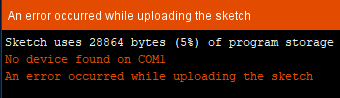 An error occurred while uploading the sketch
Sketch uses 28864 bytes (5%) of program storage
No device found on COM1
An error occurred while uploading the sketch